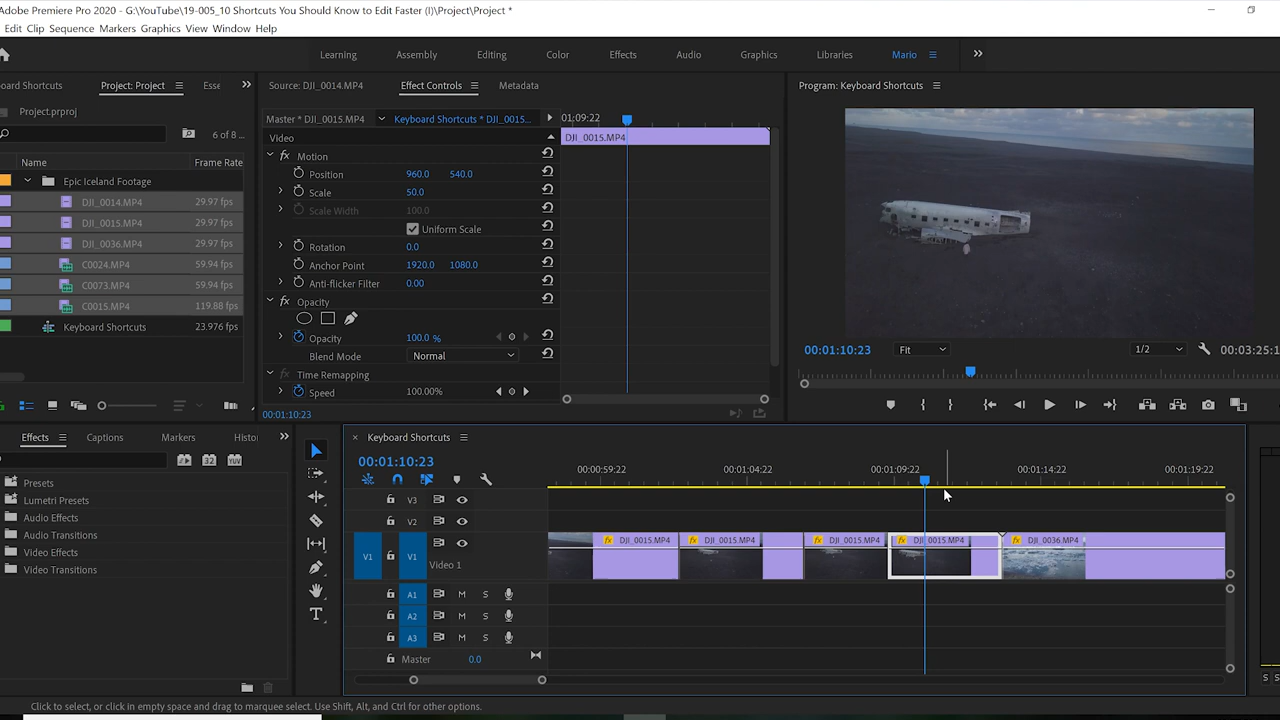 Adobe Premiere Pro 2020 - G:\YouTube\19-005_10 Shortcuts You Should Know to Edit Faster (I)\Project\Project *
Edit Clip Sequence Markers Graphics View Window Help
Learning Assembly Editing Color Effects Audio Graphics Libraries Mario
oard Shortcuts Project: Project Esse
Source: DJI_0014.MP4 Effect Controls Metadata
Program: Keyboard Shortcuts
Project.prproj
6 of 8 ...
Name Frame Rate
Epic Iceland Footage
DJI_0014.MP4 29.97 fps
DJI_0015.MP4 29.97 fps
DJI_0036.MP4 29.97 fps
C0024.MP4 59.94 fps
C0073.MP4 59.94 fps
C0015.MP4 119.88 fps
Keyboard Shortcuts 23.976 fps
Master * DJI_0015.MP4 Keyboard Shortcuts * DJI_0015...
01:09:22
Video
DJI_0015.MP4
fx Motion
Position 960.0 540.0
Scale 50.0
Scale Width 100.0
Uniform Scale
Rotation 0.0
Anchor Point 1920.0 1080.0
Anti-flicker Filter 0.00
fx Opacity
Opacity 100.0 %
Blend Mode Normal
fx Time Remapping
Speed 100.00%
00:01:10:23
00:01:10:23 Fit 1/2 00:03:25:1
Effects Captions Markers Histo
32 YUV
Presets
Lumetri Presets
Audio Effects
Audio Transitions
Video Effects
Video Transitions
Keyboard Shortcuts
00:01:10:23
00:00:59:22 00:01:04:22 00:01:09:22 00:01:14:22 00:01:19:22
V3
V2
V1 V1 Video 1
fx DJI_0015.MP4 fx DJI_0015.MP4 fx DJI_0015.MP4 fx DJI_0015.MP4 fx DJI_0036.MP4
A1 M S
A2 M S
A3 M S
Master 0.0
S S
Click to select, or click in empty space and drag to marquee select. Use Shift, Alt, and Ctrl for other options.